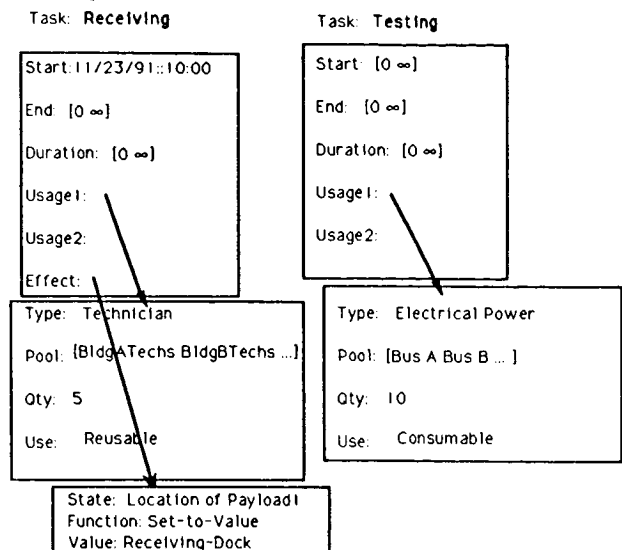 Task: Receiving
Start:11/23/91::10:00
End: [0 ∞]
Duration: [0 ∞]
Usage1:
Usage2:
Effect:
Type: Technician
Pool: {BldgATechs BldgBTechs ...}
Qty: 5
Use: Reusable
State: Location of Payload1
Function: Set-to-Value
Value: Receiving-Dock
Task: Testing
Start: [0 ∞]
End: [0 ∞]
Duration: [0 ∞]
Usage1:
Usage2:
Type: Electrical Power
Pool: [Bus A Bus B ... ]
Qty: 10
Use: Consumable